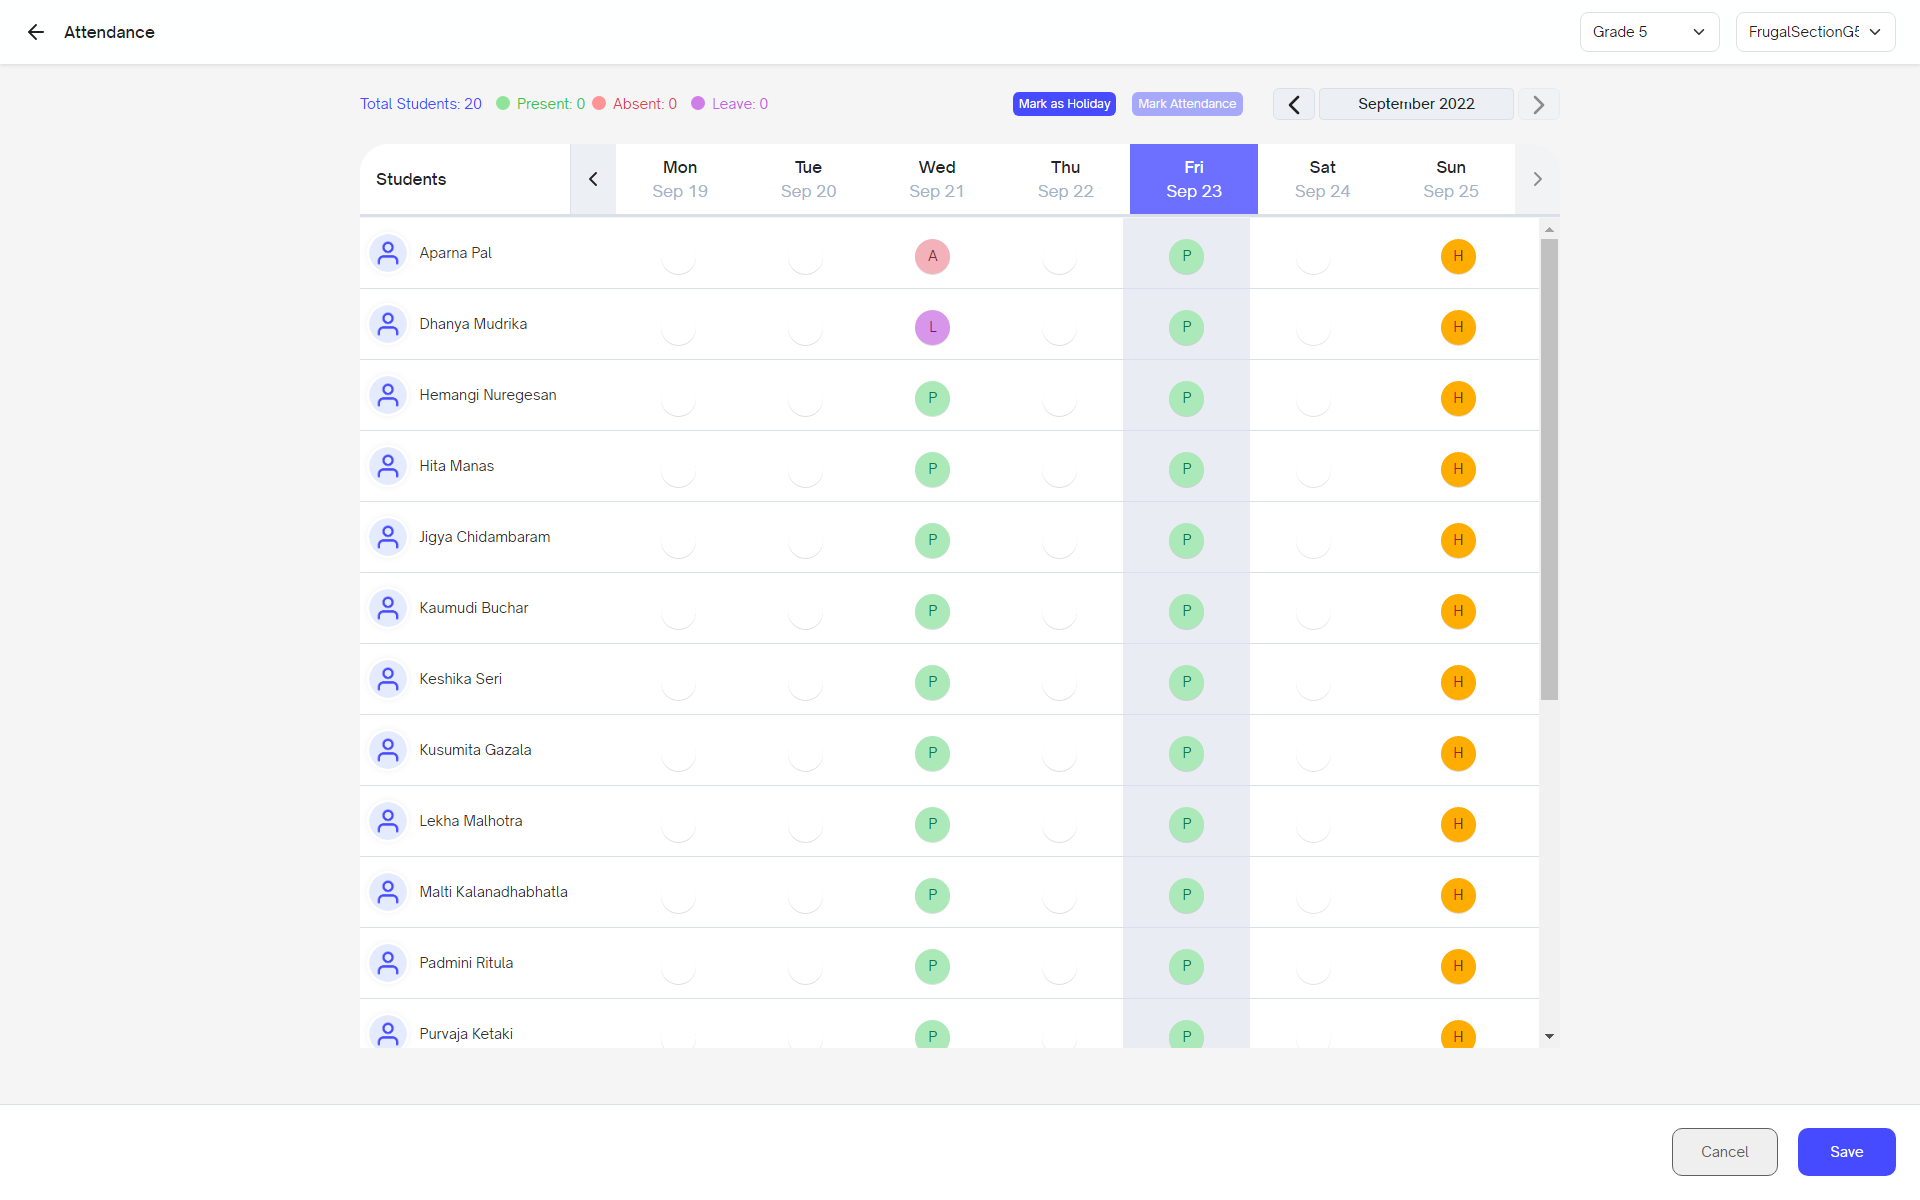 Attendance
Grade 5
FrugalSectionG5
Total Students: 20 Present: 0 Absent: 0 Leave: 0
Mark as Holiday
Mark Attendance
September 2022
Students
Mon Tue Wed Thu Fri Sat Sun
Sep 19 Sep 20 Sep 21 Sep 22 Sep 23 Sep 24 Sep 25
Aparna Pal A P H
Dhanya Mudrika L P H
Hemangi Nuregesan P P H
Hita Manas P P H
Jigya Chidambaram P P H
Kaumudi Buchar P P H
Keshika Seri P P H
Kusumita Gazala P P H
Lekha Malhotra P P H
Malti Kalanadhabhatla P P H
Padmini Ritula P P H
Purvaja Ketaki P P H
Cancel
Save